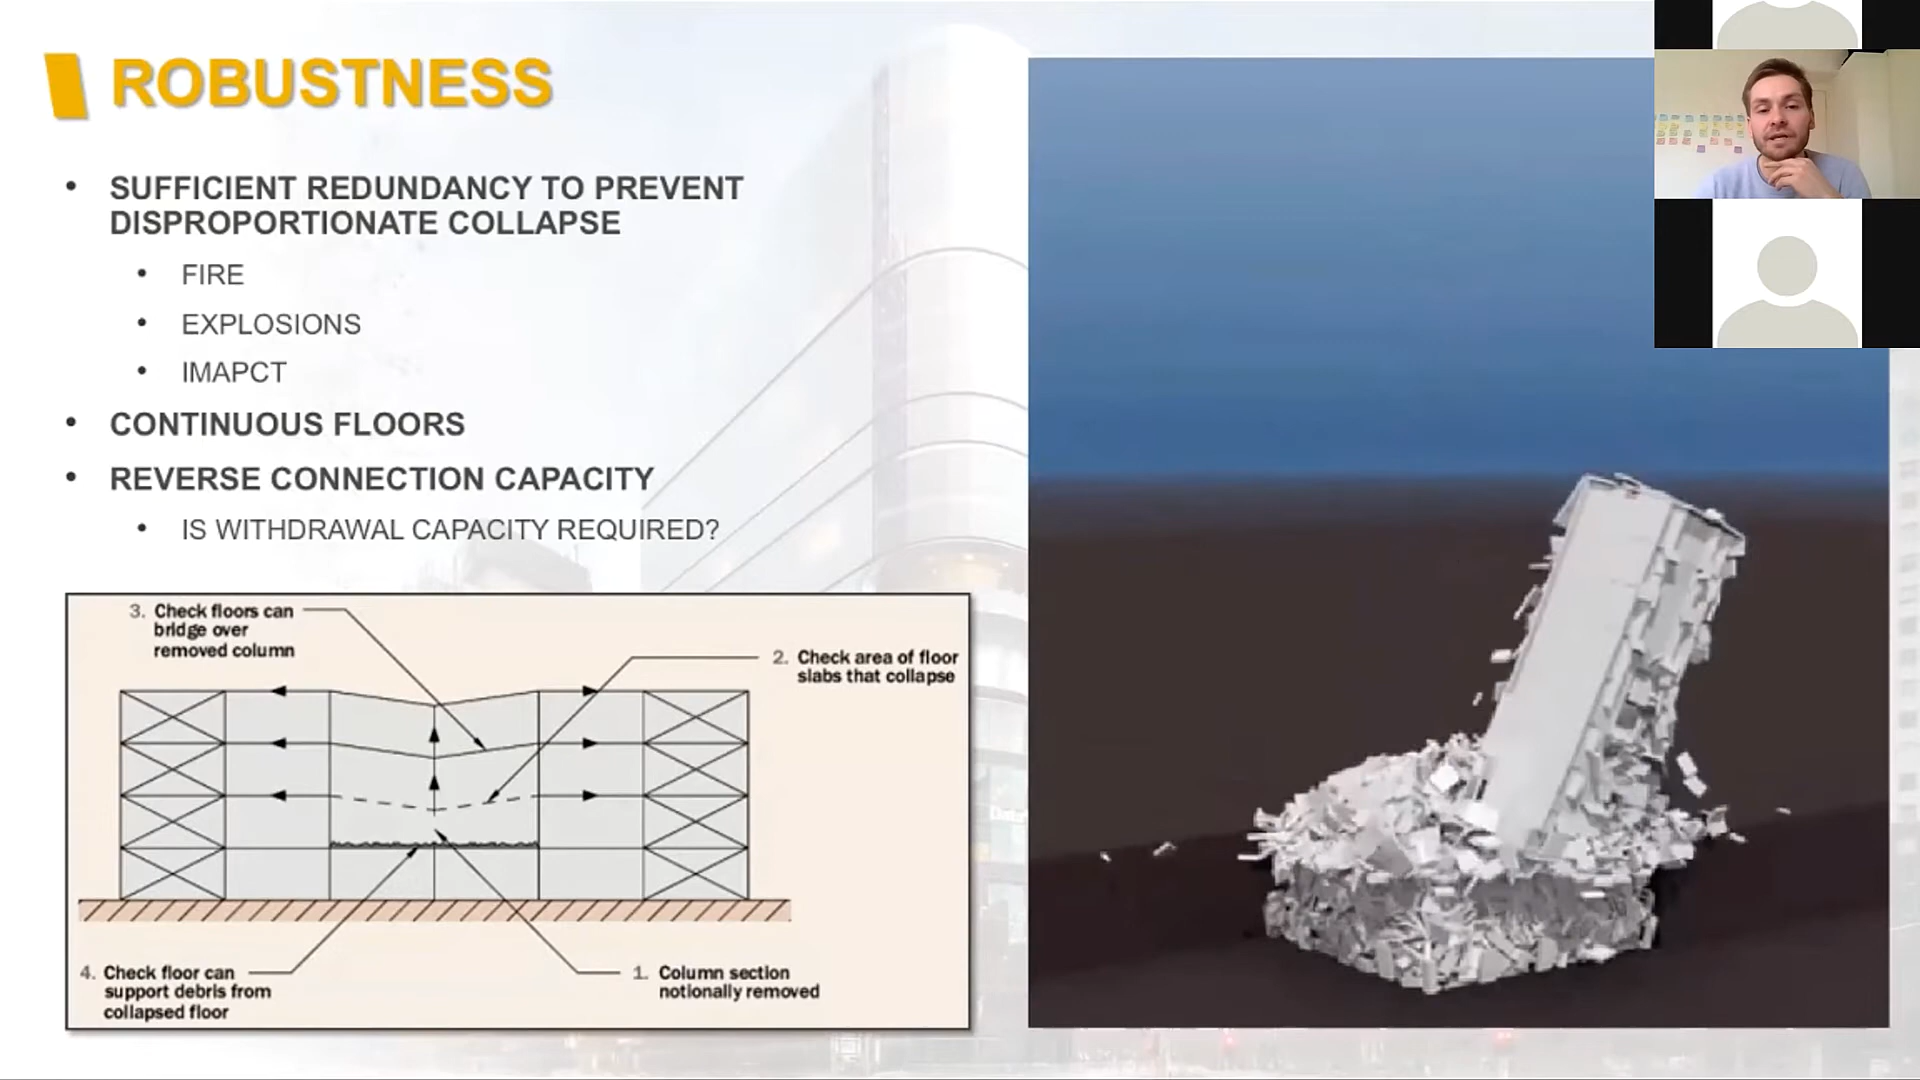 ROBUSTNESS
• SUFFICIENT REDUNDANCY TO PREVENT
DISPROPORTIONATE COLLAPSE
• FIRE
• EXPLOSIONS
• IMAPCT
• CONTINUOUS FLOORS
• REVERSE CONNECTION CAPACITY
• IS WITHDRAWAL CAPACITY REQUIRED?
3. Check floors can
bridge over
removed column
2. Check area of floor
slabs that collapse
4. Check floor can
support debris from
collapsed floor
1. Column section
notionally removed